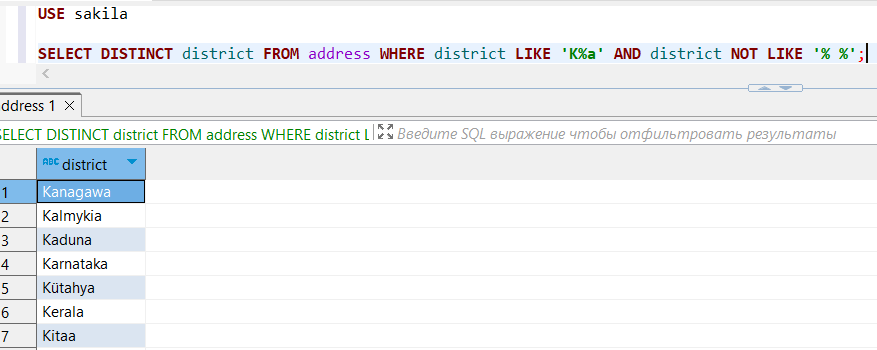 USE sakila
SELECT DISTINCT district FROM address WHERE district LIKE 'K%a' AND district NOT LIKE '% %';
address 1
SELECT DISTINCT district FROM address WHERE district L Введите SQL выражение чтобы отфильтровать результаты
ABC district
1 Kanagawa
2 Kalmykia
3 Kaduna
4 Karnataka
5 Kütahya
6 Kerala
7 Kitaa